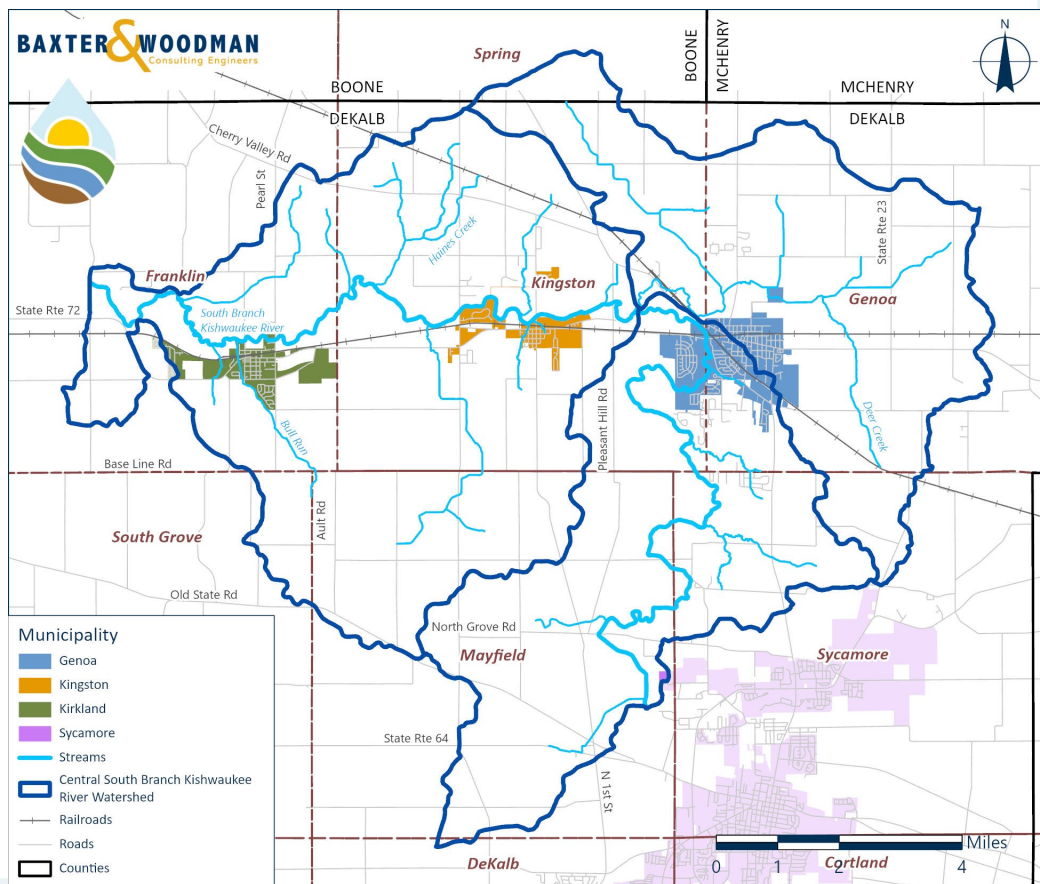 BAXTER & WOODMAN
Consulting Engineers
N
Spring
BOONE
MCHENRY
BOONE
MCHENRY
DEKALB
DEKALB
Cherry Valley Rd
Pearl St
State Rte 23
Haines Creek
Franklin
Kingston
Genoa
State Rte 72
South Branch
Kishwaukee River
Pleasant Hill Rd
Bull Run
Deer Creek
Base Line Rd
Ault Rd
South Grove
Old State Rd
North Grove Rd
Mayfield
Sycamore
State Rte 64
N 1st St
DeKalb
Cortland
Miles
0 1 2 4
Municipality
Genoa
Kingston
Kirkland
Sycamore
Streams
Central South Branch Kishwaukee
River Watershed
Railroads
Roads
Counties